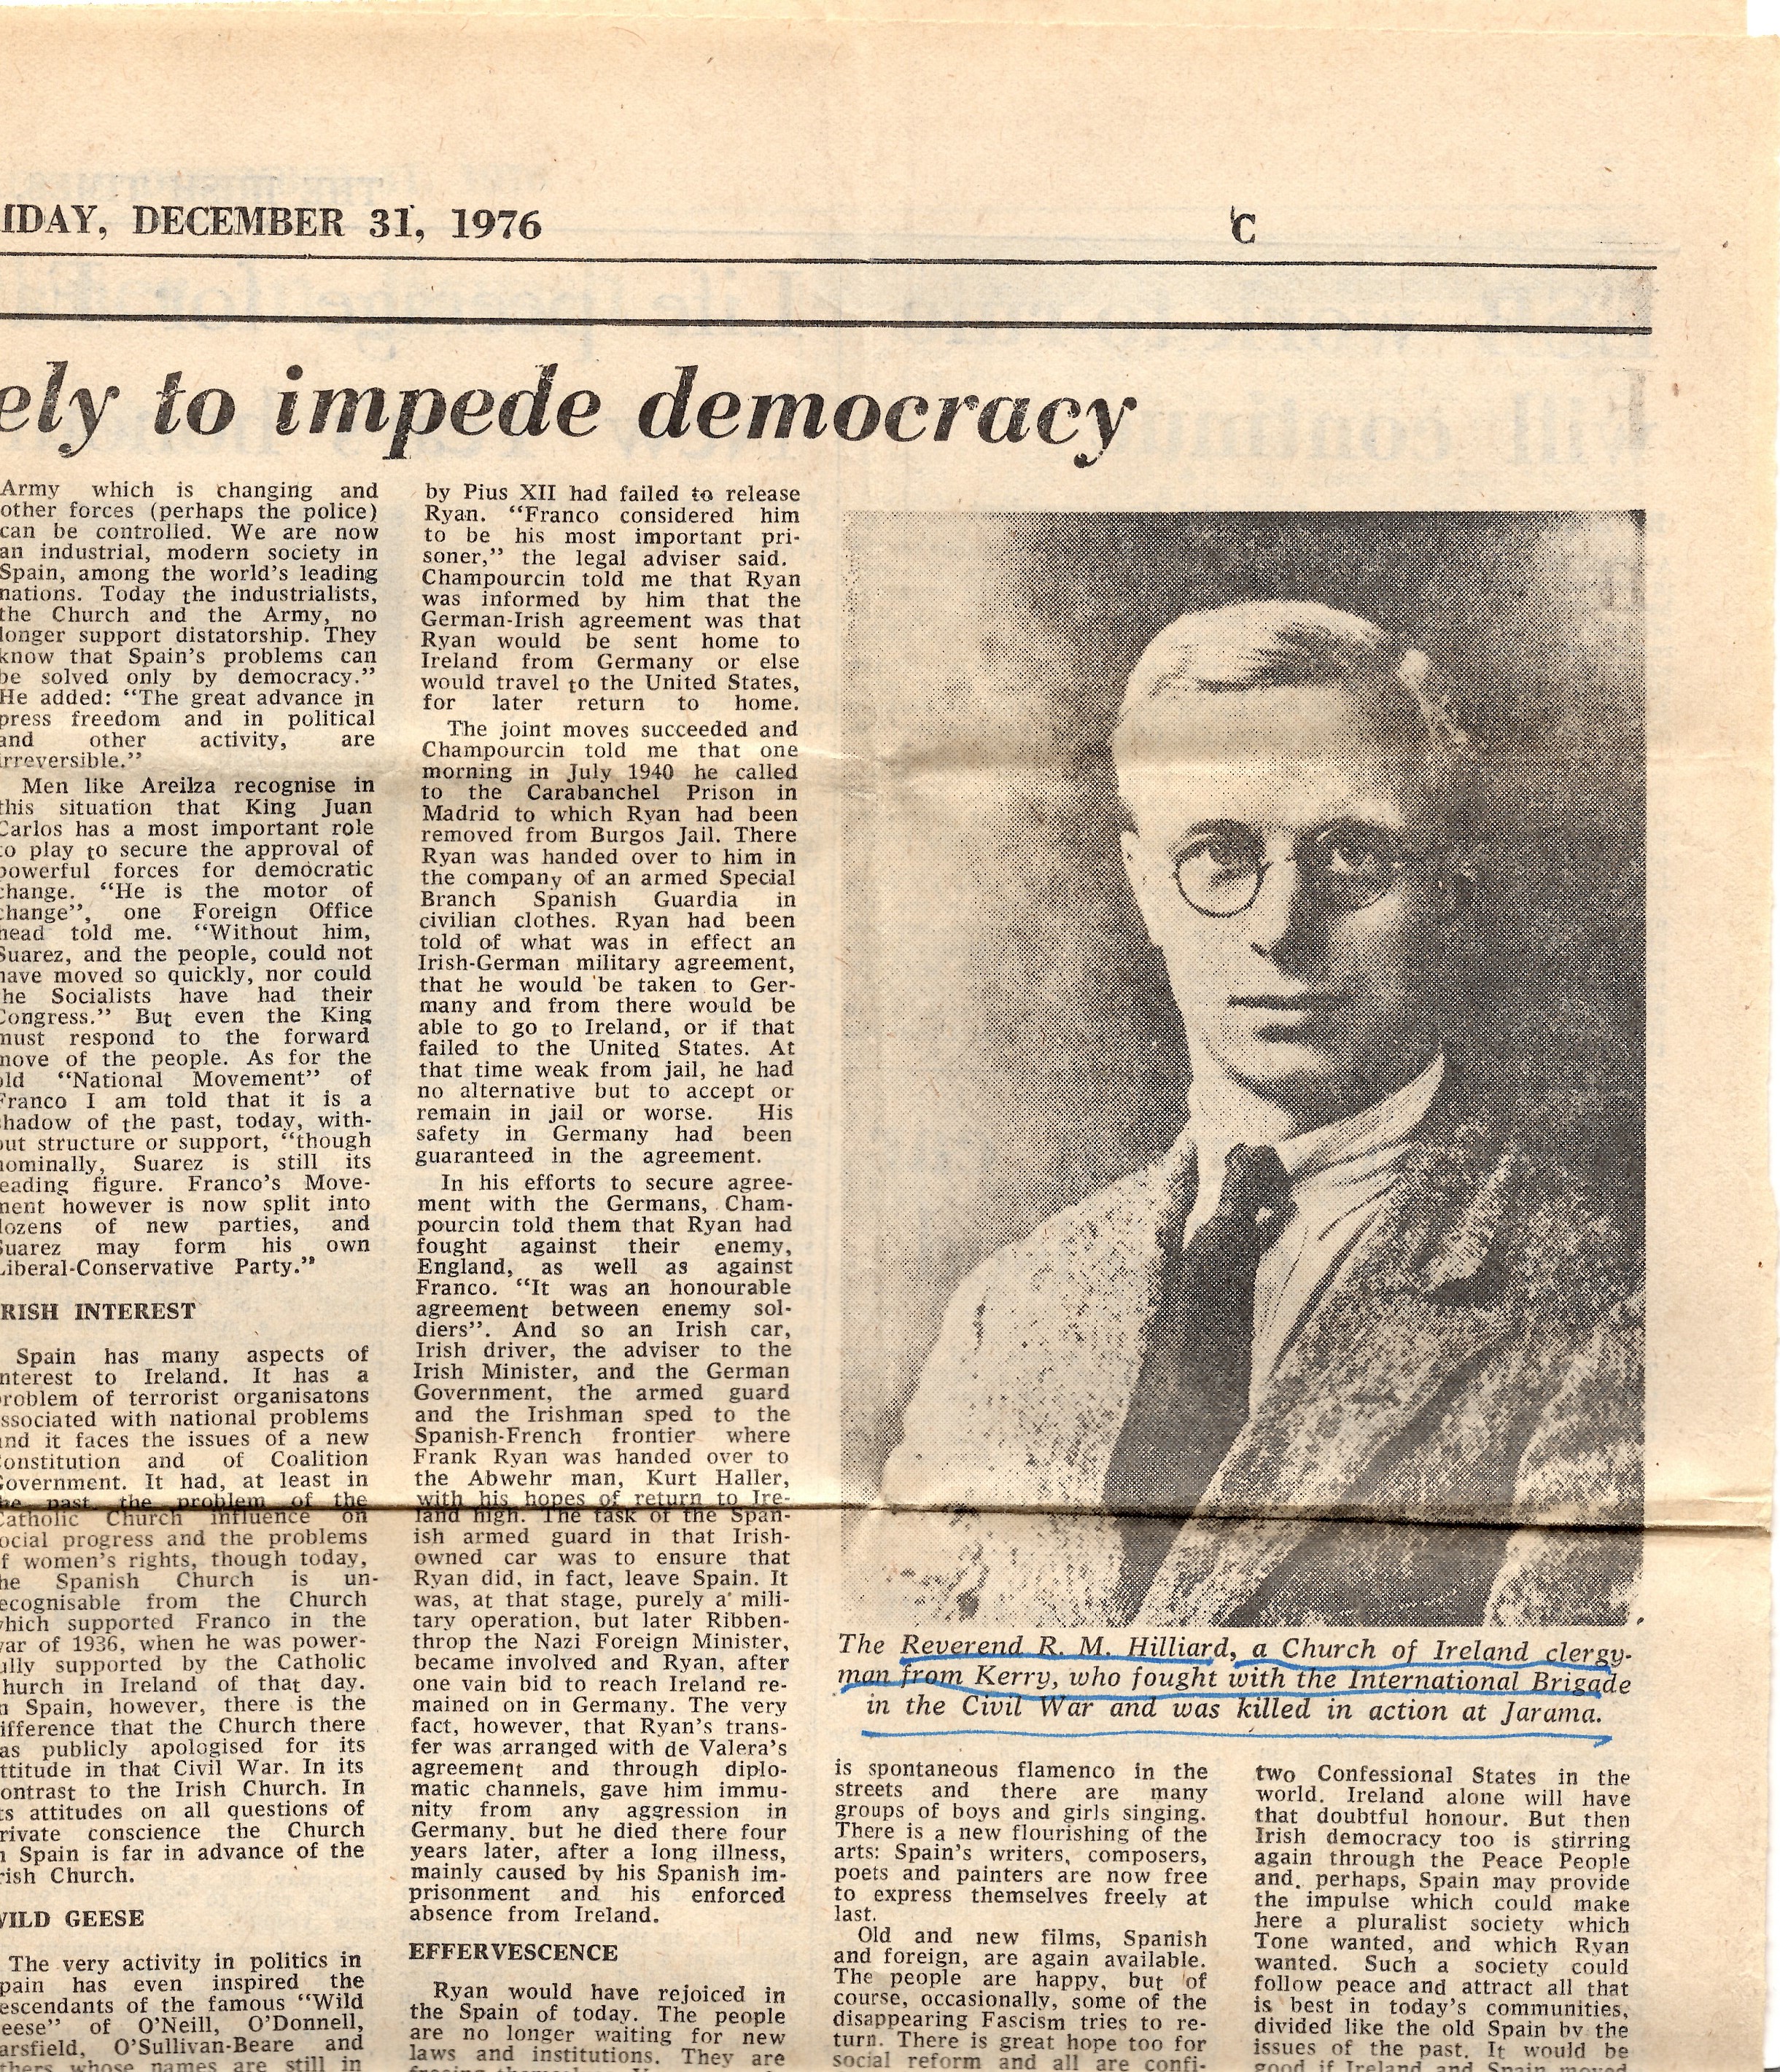 FRIDAY, DECEMBER 31, 1976
C
ely to impede democracy
Army which is changing and
other forces (perhaps the police)
can be controlled. We are now
an industrial, modern society in
Spain, among the world's leading
nations. Today the industrialists,
the Church and the Army, no
longer support distatorship. They
know that Spain's problems can
be solved only by democracy."
He added: "The great advance in
press freedom and in political
and other activity, are
irreversible."
Men like Areilza recognise in
this situation that King Juan
Carlos has a most important role
to play to secure the approval of
powerful forces for democratic
change. "He is the motor of
change", one Foreign Office
head told me. "Without him,
Suarez, and the people, could not
have moved so quickly, nor could
the Socialists have had their
Congress." But even the King
must respond to the forward
move of the people. As for the
old "National Movement" of
Franco I am told that it is a
shadow of the past, today, with-
out structure or support, "though
nominally, Suarez is still its
leading figure. Franco's Move-
ment however is now split into
dozens of new parties, and
Suarez may form his own
Liberal-Conservative Party."
IRISH INTEREST
Spain has many aspects of
interest to Ireland. It has a
problem of terrorist organisatons
associated with national problems
and it faces the issues of a new
Constitution and of Coalition
Government. It had, at least in
the past, the problem of the
Catholic Church influence on
social progress and the problems
of women's rights, though today,
the Spanish Church is un-
recognisable from the Church
which supported Franco in the
war of 1936, when he was power-
fully supported by the Catholic
Church in Ireland of that day.
In Spain, however, there is the
difference that the Church there
has publicly apologised for its
attitude in that Civil War. In its
contrast to the Irish Church. In
its attitudes on all questions of
private conscience the Church
in Spain is far in advance of the
Irish Church.
WILD GEESE
The very activity in politics in
Spain has even inspired the
descendants of the famous "Wild
Geese" of O'Neill, O'Donnell,
Sarsfield, O'Sullivan-Beare and
others whose names are still in
by Pius XII had failed to release
Ryan. "Franco considered him
to be his most important pri-
soner," the legal adviser said.
Champourcin told me that Ryan
was informed by him that the
German-Irish agreement was that
Ryan would be sent home to
Ireland from Germany or else
would travel to the United States,
for later return to home.
The joint moves succeeded and
Champourcin told me that one
morning in July 1940 he called
to the Carabanchel Prison in
Madrid to which Ryan had been
removed from Burgos Jail. There
Ryan was handed over to him in
the company of an armed Special
Branch Spanish Guardia in
civilian clothes. Ryan had been
told of what was in effect an
Irish-German military agreement,
that he would be taken to Ger-
many and from there would be
able to go to Ireland, or if that
failed to the United States. At
that time weak from jail, he had
no alternative but to accept or
remain in jail or worse. His
safety in Germany had been
guaranteed in the agreement.
In his efforts to secure agree-
ment with the Germans, Cham-
pourcin told them that Ryan had
fought against their enemy,
England, as well as against
Franco. "It was an honourable
agreement between enemy sol-
diers". And so an Irish car,
Irish driver, the adviser to the
Irish Minister, and the German
Government, the armed guard
and the Irishman sped to the
Spanish-French frontier where
Frank Ryan was handed over to
the Abwehr man, Kurt Haller,
with his hopes of return to Ire-
land high. The task of the Span-
ish armed guard in that Irish-
owned car was to ensure that
Ryan did, in fact, leave Spain. It
was, at that stage, purely a mili-
tary operation, but later Ribben-
throp the Nazi Foreign Minister,
became involved and Ryan, after
one vain bid to reach Ireland re-
mained on in Germany. The very
fact, however, that Ryan's trans-
fer was arranged with de Valera's
agreement and through diplo-
matic channels, gave him immu-
nity from any aggression in
Germany, but he died there four
years later, after a long illness,
mainly caused by his Spanish im-
prisonment and his enforced
absence from Ireland.
EFFERVESCENCE
Ryan would have rejoiced in
the Spain of today. The people
are no longer waiting for new
laws and institutions. They are
The Reverend R. M. Hilliard, a Church of Ireland clergy-
man from Kerry, who fought with the International Brigade
in the Civil War and was killed in action at Jarama.
is spontaneous flamenco in the
streets and there are many
groups of boys and girls singing.
There is a new flourishing of the
arts: Spain's writers, composers,
poets and painters are now free
to express themselves freely at
last.
Old and new films, Spanish
and foreign, are again available.
The people are happy, but of
course, occasionally, some of the
disappearing Fascism tries to re-
turn. There is great hope too for
social reform and all are confi-
two Confessional States in the
world. Ireland alone will have
that doubtful honour. But then
Irish democracy too is stirring
again through the Peace People
and, perhaps, Spain may provide
the impulse which could make
here a pluralist society which
Tone wanted, and which Ryan
wanted. Such a society could
follow peace and attract all that
is best in today's communities,
divided like the old Spain by the
issues of the past. It would be
good if Ireland and Spain moved